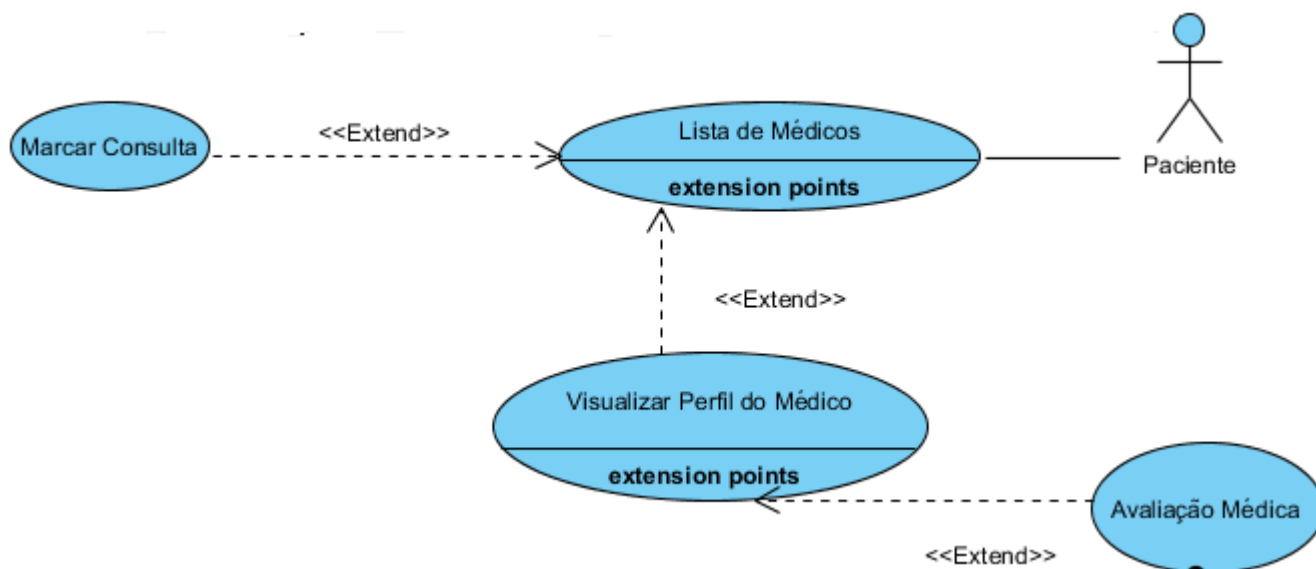 <<Extend>>
Lista de Médicos
Marcar Consulta
extension points
Paciente
<<Extend>>
Visualizar Perfil do Médico
extension points
Avaliação Médica
<<Extend>>